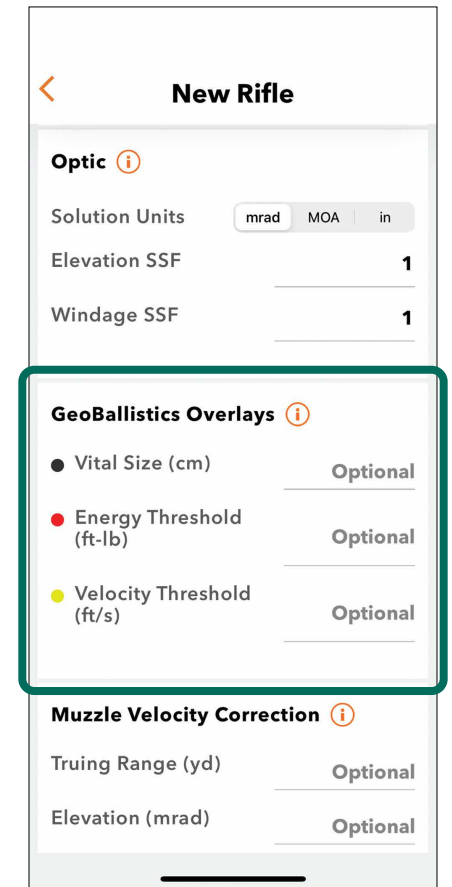 New Rifle
Optic
Solution Units mrad MOA in
Elevation SSF 1
Windage SSF 1
GeoBallistics Overlays
Vital Size (cm) Optional
Energy Threshold
(ft-lb) Optional
Velocity Threshold
(ft/s) Optional
Muzzle Velocity Correction
Truing Range (yd) Optional
Elevation (mrad) Optional